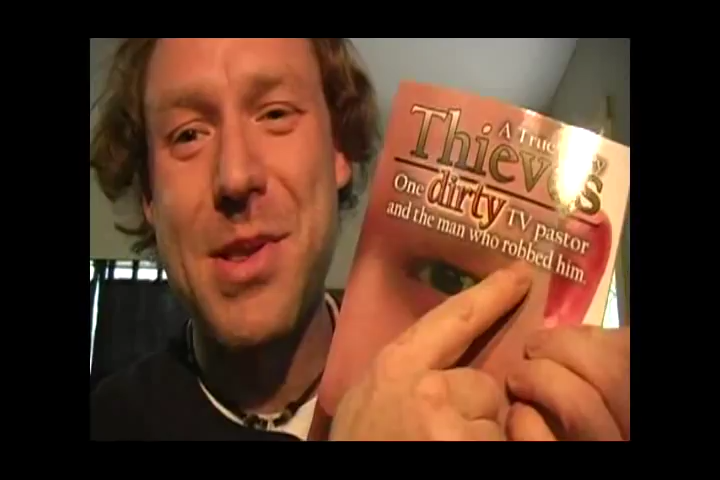 A True
Thieves
One dirty TV pastor
and the man who robbed him.